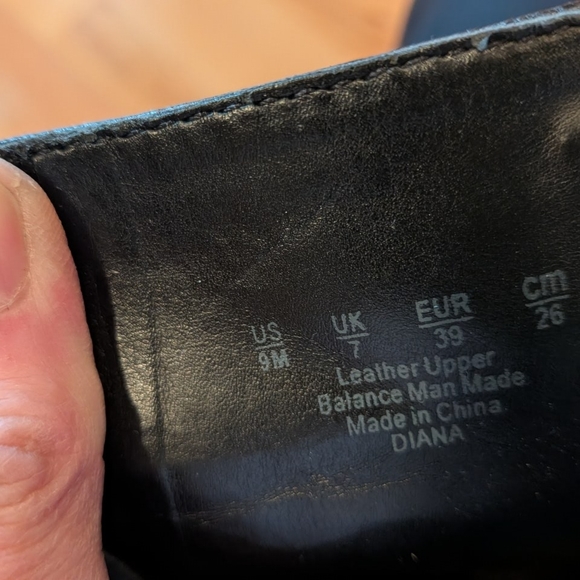 US UK EUR cm
9M 7 39 26
Leather Upper
Balance Man Made
Made in China
DIANA